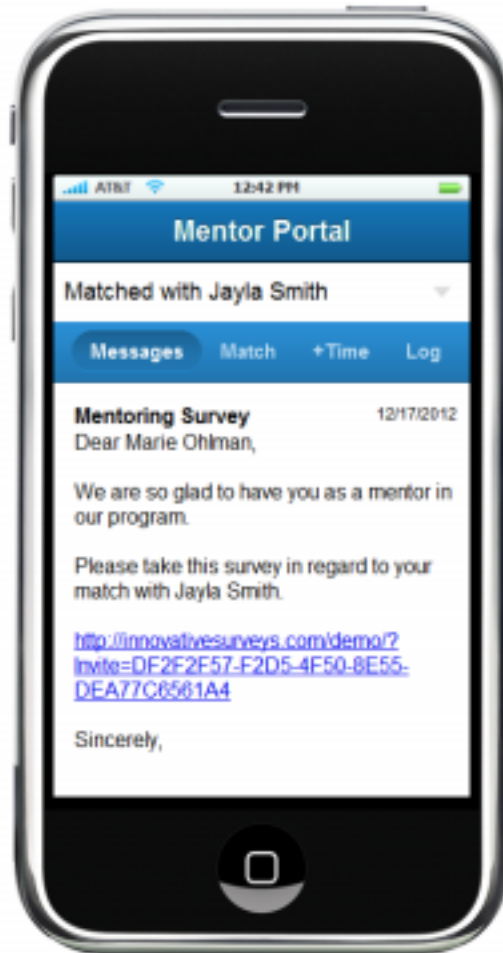 AT&T 12:42 PM
Mentor Portal
Matched with Jayla Smith
Messages Match +Time Log
Mentoring Survey 12/17/2012
Dear Marie Ohlman,
We are so glad to have you as a mentor in
our program.
Please take this survey in regard to your
match with Jayla Smith.
http://innovativesurveys.com/demo/?
Invite=DF2F2F57-F2D5-4F50-8E55-
DEA77C6561A4
Sincerely,